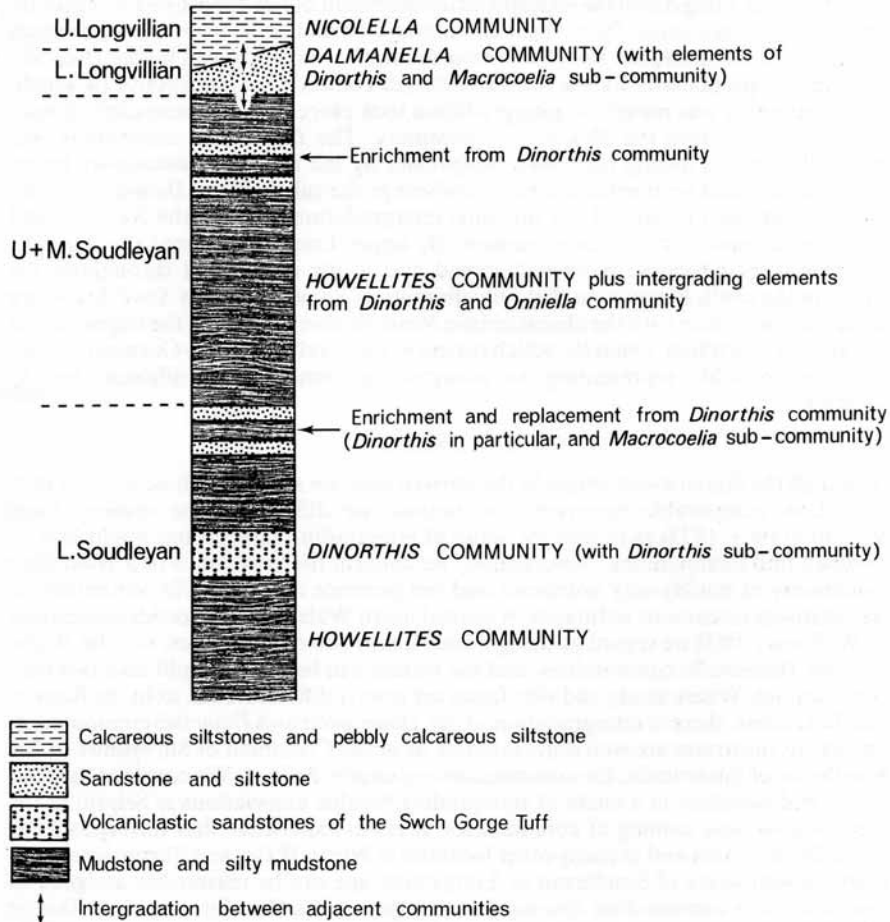 U. Longvillian
NICOLELLA COMMUNITY
L. Longvillian
DALMANELLA COMMUNITY (with elements of
Dinorthis and Macrocoelia sub-community)
Enrichment from Dinorthis community
U + M. Soudleyan
HOWELLITES COMMUNITY plus intergrading elements
from Dinorthis and Onniella community
Enrichment and replacement from Dinorthis community
(Dinorthis in particular, and Macrocoelia sub-community)
L. Soudleyan
DINORTHIS COMMUNITY (with Dinorthis sub-community)
HOWELLITES COMMUNITY
Calcareous siltstones and pebbly calcareous siltstone
Sandstone and siltstone
Volcaniclastic sandstones of the Swch Gorge Tuff
Mudstone and silty mudstone
Intergradation between adjacent communities